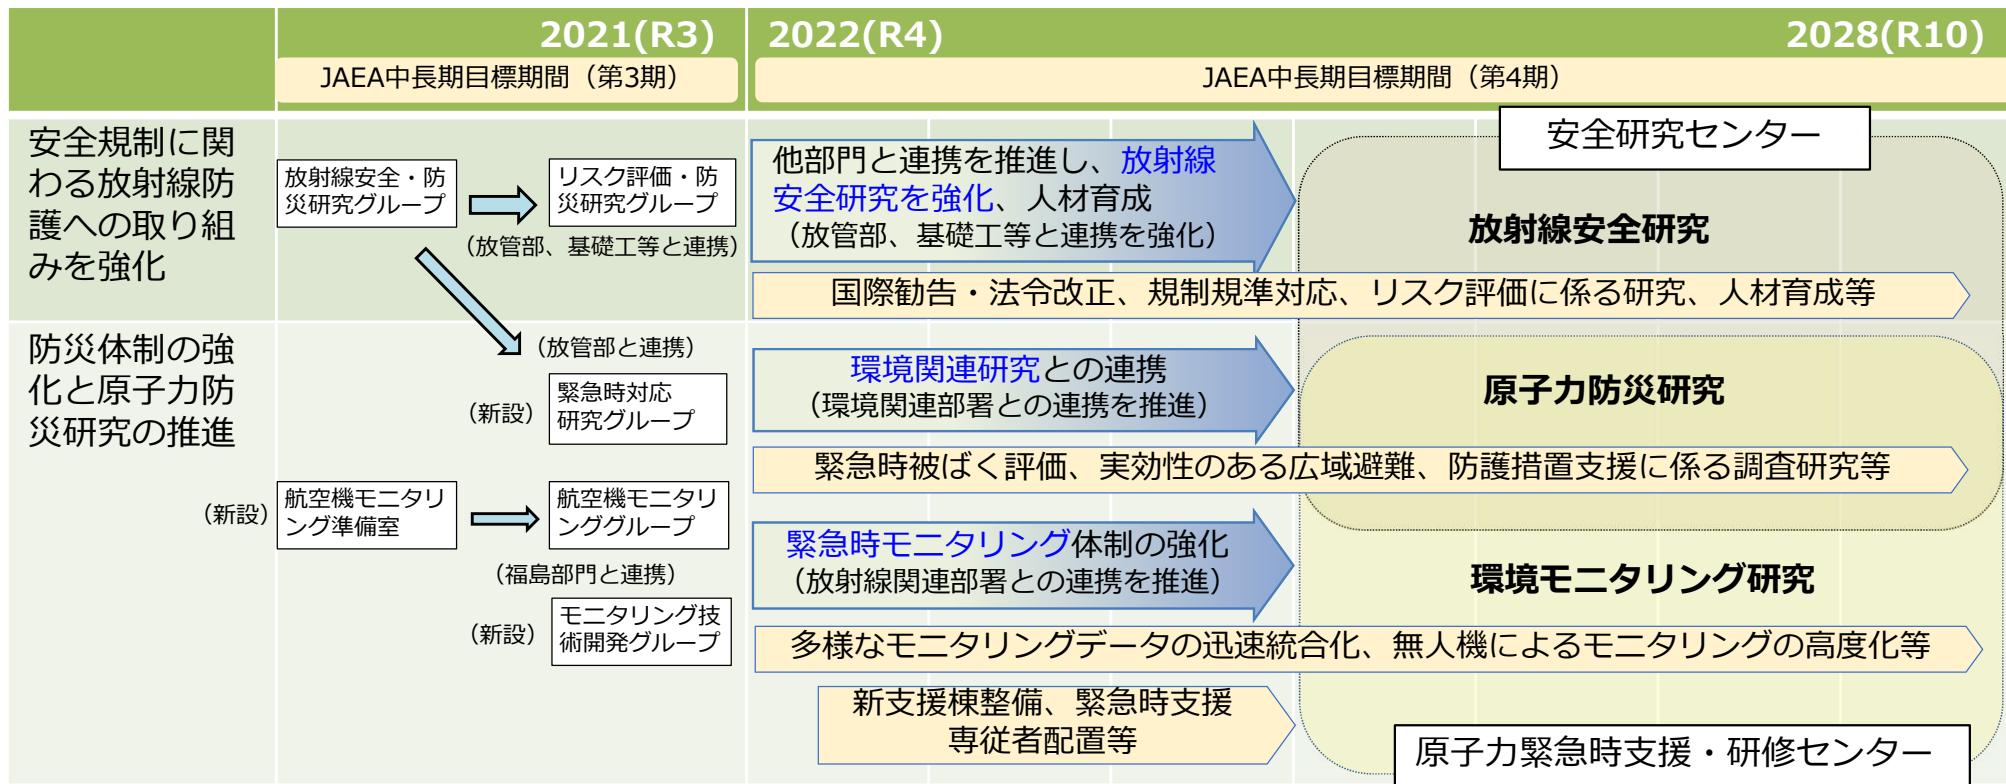 2021(R3)
2022(R4)
2028(R10)
JAEA中長期目標期間（第3期）
JAEA中長期目標期間（第4期）
安全規制に関
わる放射線防
護への取り組
みを強化
放射線安全・防
災研究グループ
リスク評価・防
災研究グループ
（放管部、基礎工等と連携）
他部門と連携を推進し、放射線
安全研究を強化、人材育成
（放管部、基礎工等と連携を強化）
安全研究センター
放射線安全研究
国際勧告・法令改正、規制規準対応、リスク評価に係る研究、人材育成等
防災体制の強
化と原子力防
災研究の推進
（放管部と連携）
（新設）
緊急時対応
研究グループ
環境関連研究との連携
（環境関連部署との連携を推進）
原子力防災研究
緊急時被ばく評価、実効性のある広域避難、防護措置支援に係る調査研究等
（新設）
航空機モニタリ
ング準備室
航空機モニタリ
ンググループ
（福島部門と連携）
（新設）
モニタリング技
術開発グループ
緊急時モニタリング体制の強化
（放射線関連部署との連携を推進）
環境モニタリング研究
多様なモニタリングデータの迅速統合化、無人機によるモニタリングの高度化等
新支援棟整備、緊急時支援
専従者配置等
原子力緊急時支援・研修センター